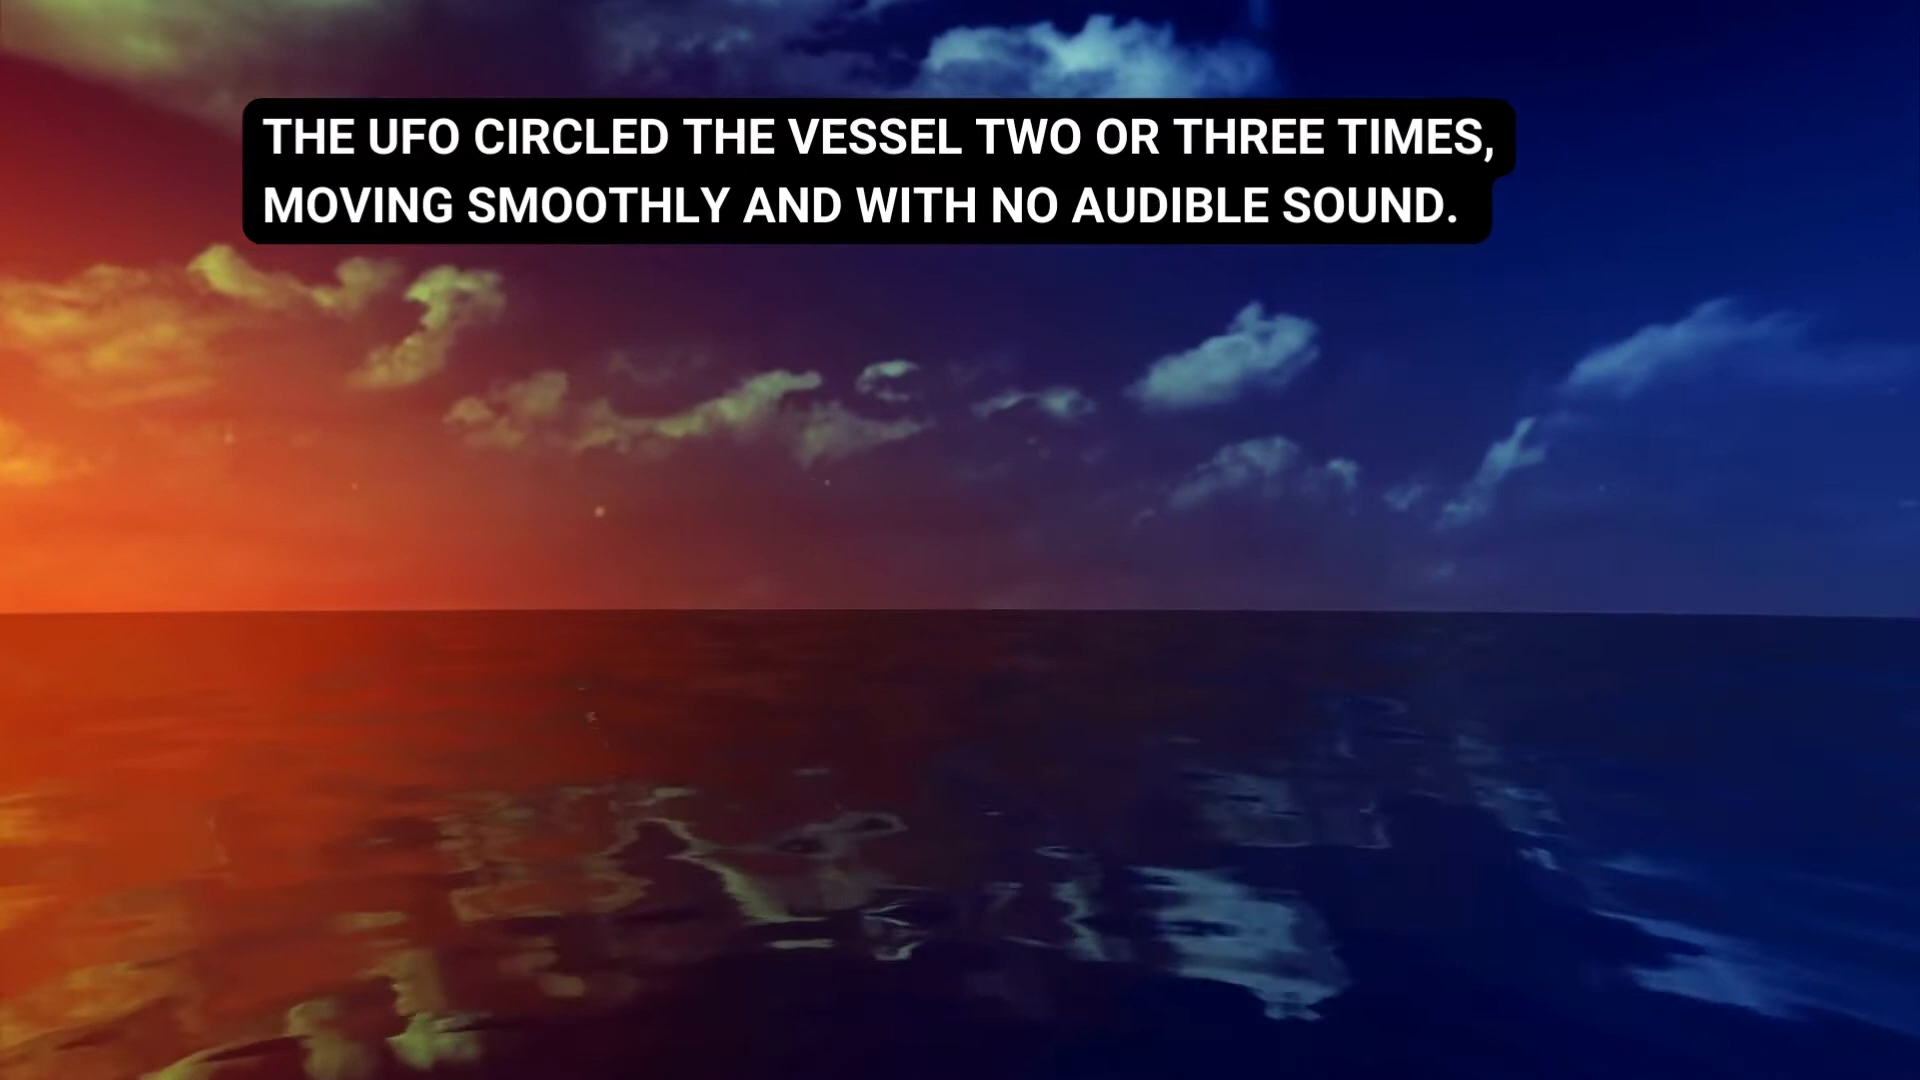 THE UFO CIRCLED THE VESSEL TWO OR THREE TIMES,
MOVING SMOOTHLY AND WITH NO AUDIBLE SOUND.